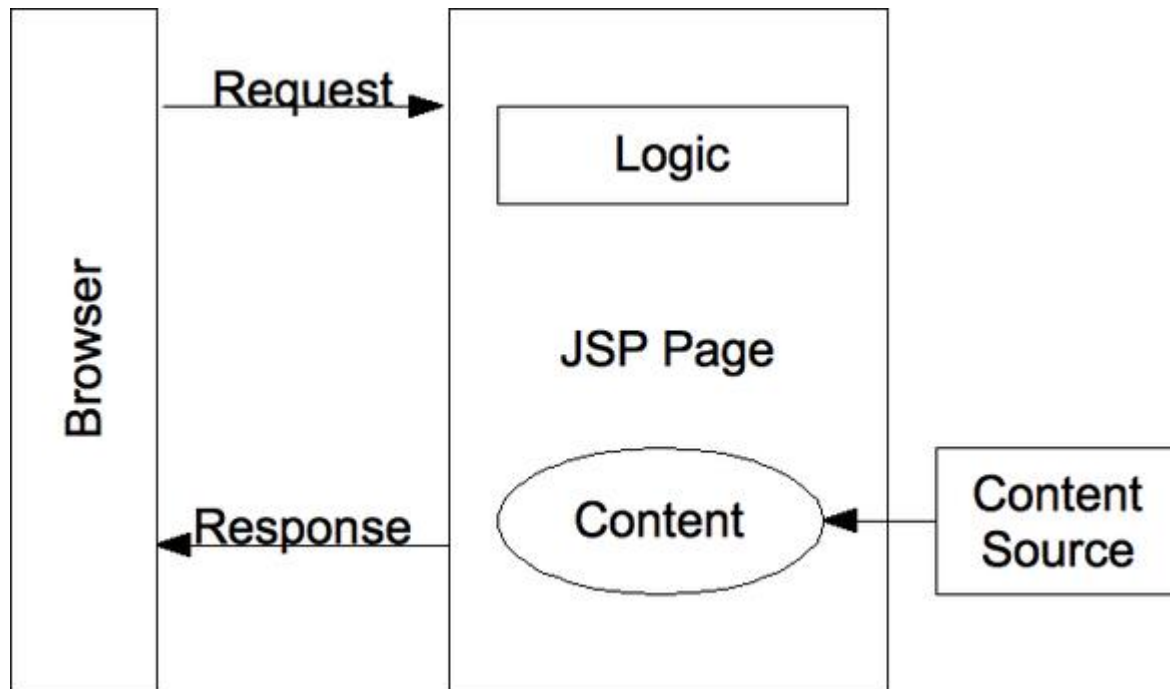 Browser
Request
Logic
JSP Page
Content
Content
Source
Response